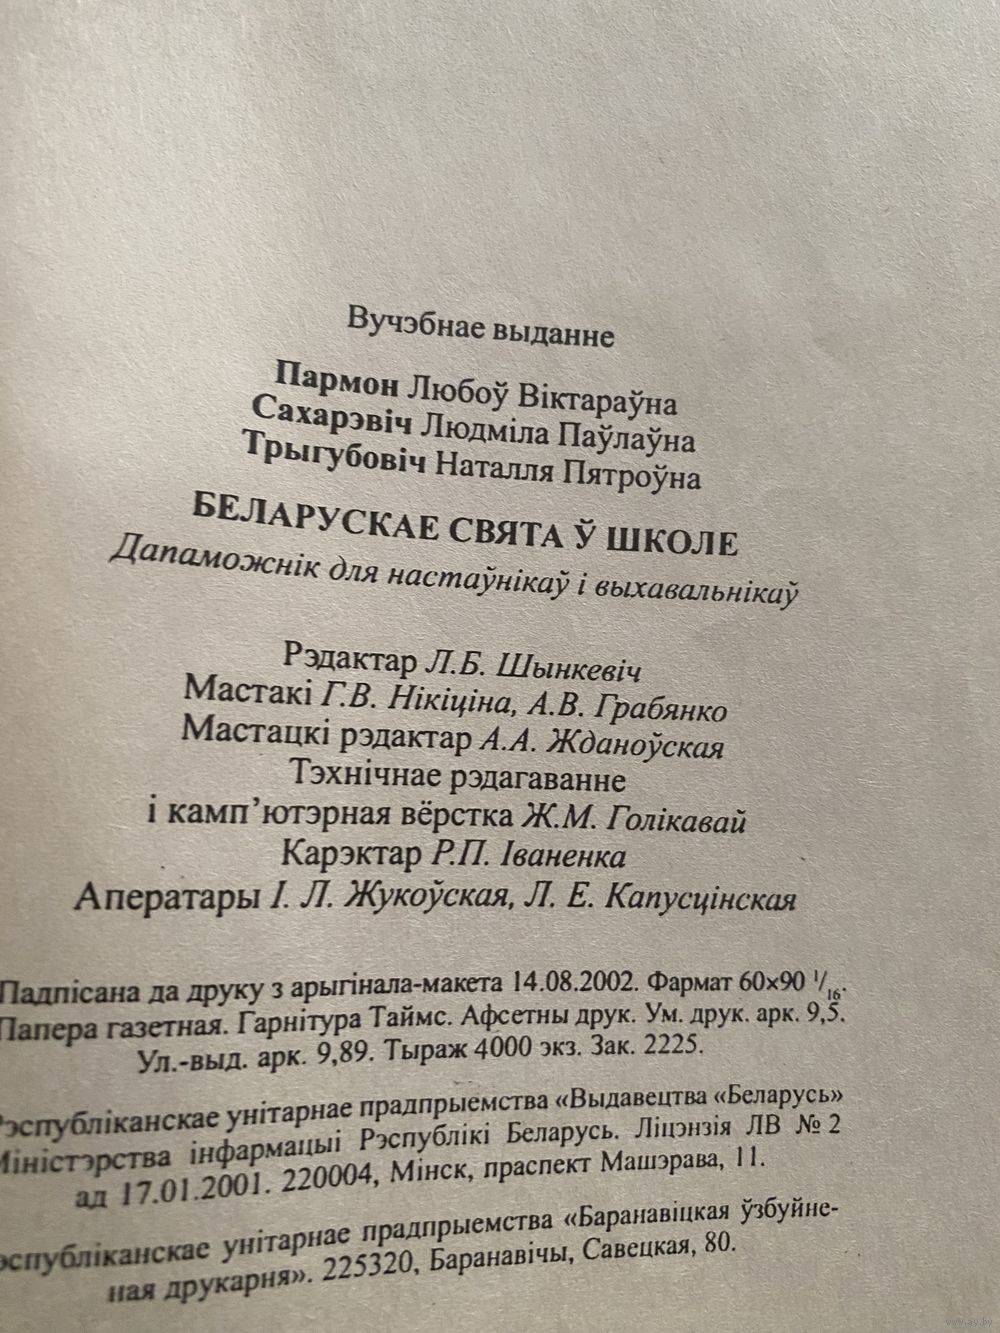 Вучэбнае выданне
Пармон Любоў Віктараўна
Сахарэвіч Людміла Паўлаўна
Трыгубовіч Наталля Пятроўна
БЕЛАРУСКАЕ СВЯТА Ў ШКОЛЕ
Дапаможнік для настаўнікаў і выхавальнікаў
Рэдактар Л.Б. Шынкевіч
Мастакі Г.В. Нікіціна, А.В. Грабянко
Мастацкі рэдактар А.А. Жданоўская
Тэхнічнае рэдагаванне
і камп’ютэрная вёрстка Ж.М. Голікавай
Карэктар Р.П. Іваненка
Аператары І. Л. Жукоўская, Л. Е. Капусцінская
Падпісана да друку з арыгінала-макета 14.08.2002. Фармат 60×90 1/16.
Папера газетная. Гарнітура Таймс. Афсетны друк. Ум. друк. арк. 9,5.
Ул.-выд. арк. 9,89. Тыраж 4000 экз. Зак. 2225.
Рэспубліканскае унітарнае прадпрыемства «Выдавецтва «Беларусь»
Міністэрства інфармацыі Рэспублікі Беларусь. Ліцэнзія ЛВ №2
ад 17.01.2001. 220004, Мінск, праспект Машэрава, 11.
эспубліканскае унітарнае прадпрыемства «Баранавіцкая ўзбуйне-
ная друкарня». 225320, Баранавічы, Савецкая, 80.
www.ay.by